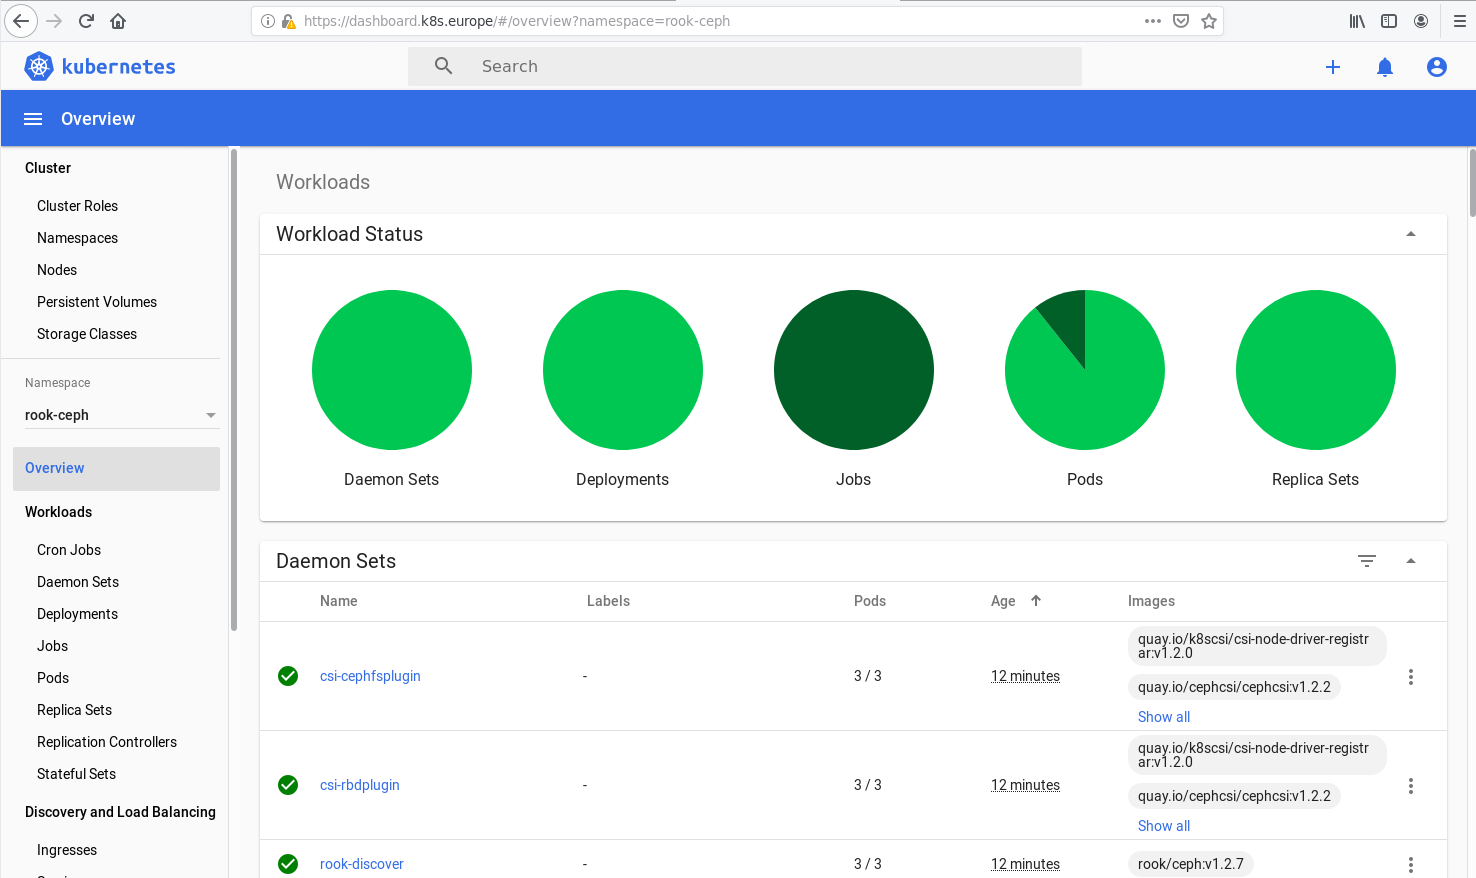 https://dashboard.k8s.europe/#/overview?namespace=rook-ceph
kubernetes
Search
Overview
Cluster
Cluster Roles
Namespaces
Nodes
Persistent Volumes
Storage Classes
Namespace
rook-ceph
Overview
Workloads
Cron Jobs
Daemon Sets
Deployments
Jobs
Pods
Replica Sets
Replication Controllers
Stateful Sets
Discovery and Load Balancing
Ingresses
Workloads
Workload Status
Daemon Sets
Deployments
Jobs
Pods
Replica Sets
Daemon Sets
Name Labels Pods Age Images
csi-cephfsplugin - 3 / 3 12 minutes
quay.io/k8scsi/csi-node-driver-registr
ar:v1.2.0
quay.io/cephcsi/cephcsi:v1.2.2
Show all
csi-rbdplugin - 3 / 3 12 minutes
quay.io/k8scsi/csi-node-driver-registr
ar:v1.2.0
quay.io/cephcsi/cephcsi:v1.2.2
Show all
rook-discover - 3 / 3 12 minutes rook/ceph:v1.2.7